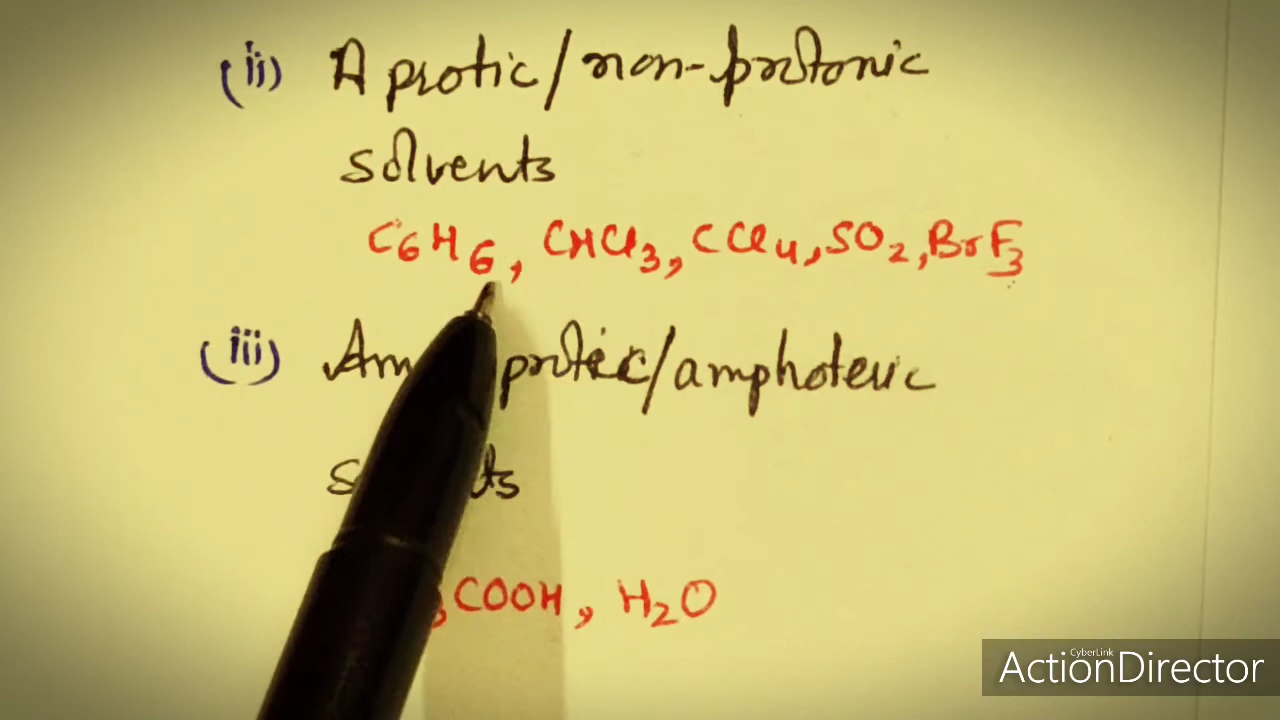 (ii) Aprotic/non-protonic
solvents
C6H6, CHCl3, CCl4, SO2, BrF3
(iii) protic/amphoteric
COOH, H2O
CyberLink
ActionDirector